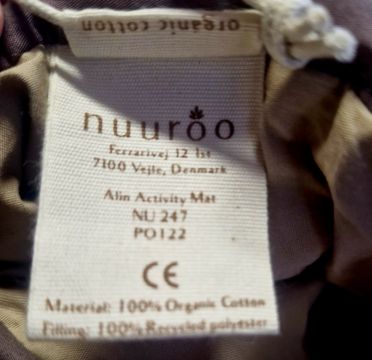 organic cotton
nuuroo
Ferrarivej 12 1st
7100 Vejle, Denmark
Alin Activity Mat
NU 247
PO122
CE
Material: 100% Organic Cotton
Filling: 100% Recycled polyester